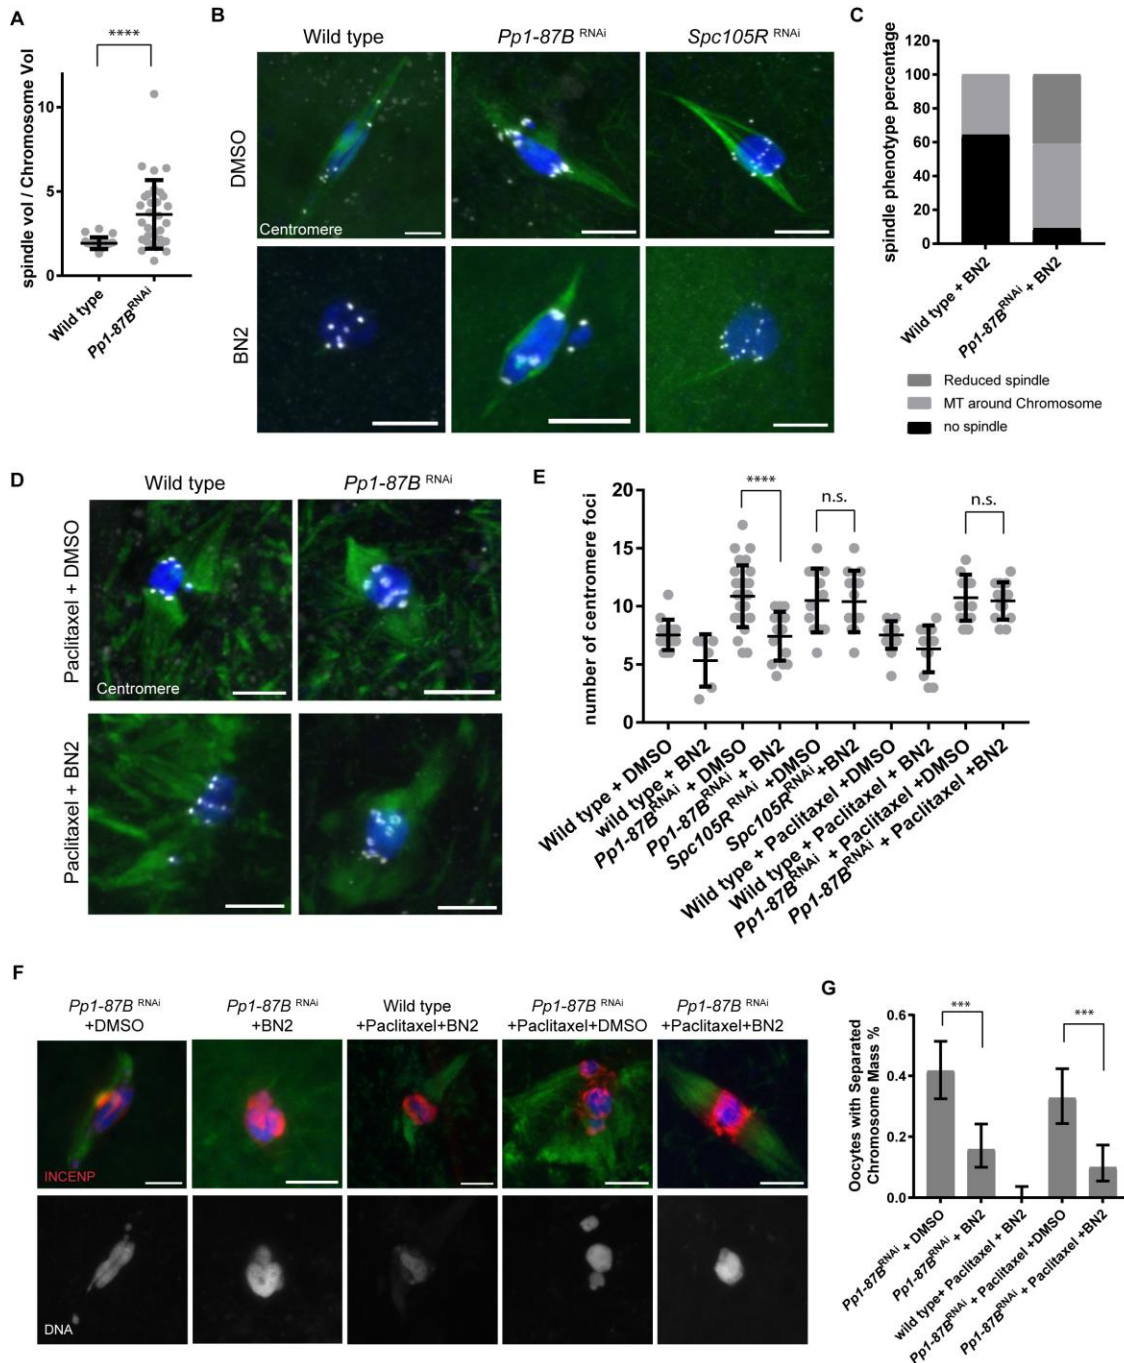 A
****
spindle vol / Chromosome Vol
10
5
0
Wild type
Pp1-87B RNAi
B
Wild type
Pp1-87B RNAi
Spc105R RNAi
DMSO
Centromere
BN2
C
spindle phenotype percentage
100
80
60
40
20
0
Wild type + BN2
Pp1-87B RNAi + BN2
Reduced spindle
MT around Chromosome
no spindle
D
Wild type
Pp1-87B RNAi
Paclitaxel + DMSO
Centromere
Paclitaxel + BN2
E
number of centromere foci
20
15
10
5
0
****
n.s.
n.s.
Wild type + DMSO
wild type + BN2
Pp1-87B RNAi + DMSO
Pp1-87B RNAi + BN2
Spc105R RNAi +DMSO
Spc105R RNAi +BN2
Wild type + Paclitaxel +DMSO
Wild type + Paclitaxel + BN2
Pp1-87B RNAi + Paclitaxel +DMSO
Pp1-87B RNAi + Paclitaxel +BN2
F
Pp1-87B RNAi
+DMSO
Pp1-87B RNAi
+BN2
Wild type
+Paclitaxel+BN2
Pp1-87B RNAi
+Paclitaxel+DMSO
Pp1-87B RNAi
+Paclitaxel+BN2
INCENP
DNA
G
Oocytes with Separated
Chromosome Mass %
0.6
0.4
0.2
0.0
***
***
Pp1-87B RNAi + DMSO
Pp1-87B RNAi + BN2
wild type+ Paclitaxel + BN2
Pp1-87B RNAi + Paclitaxel +DMSO
Pp1-87B RNAi + Paclitaxel +BN2